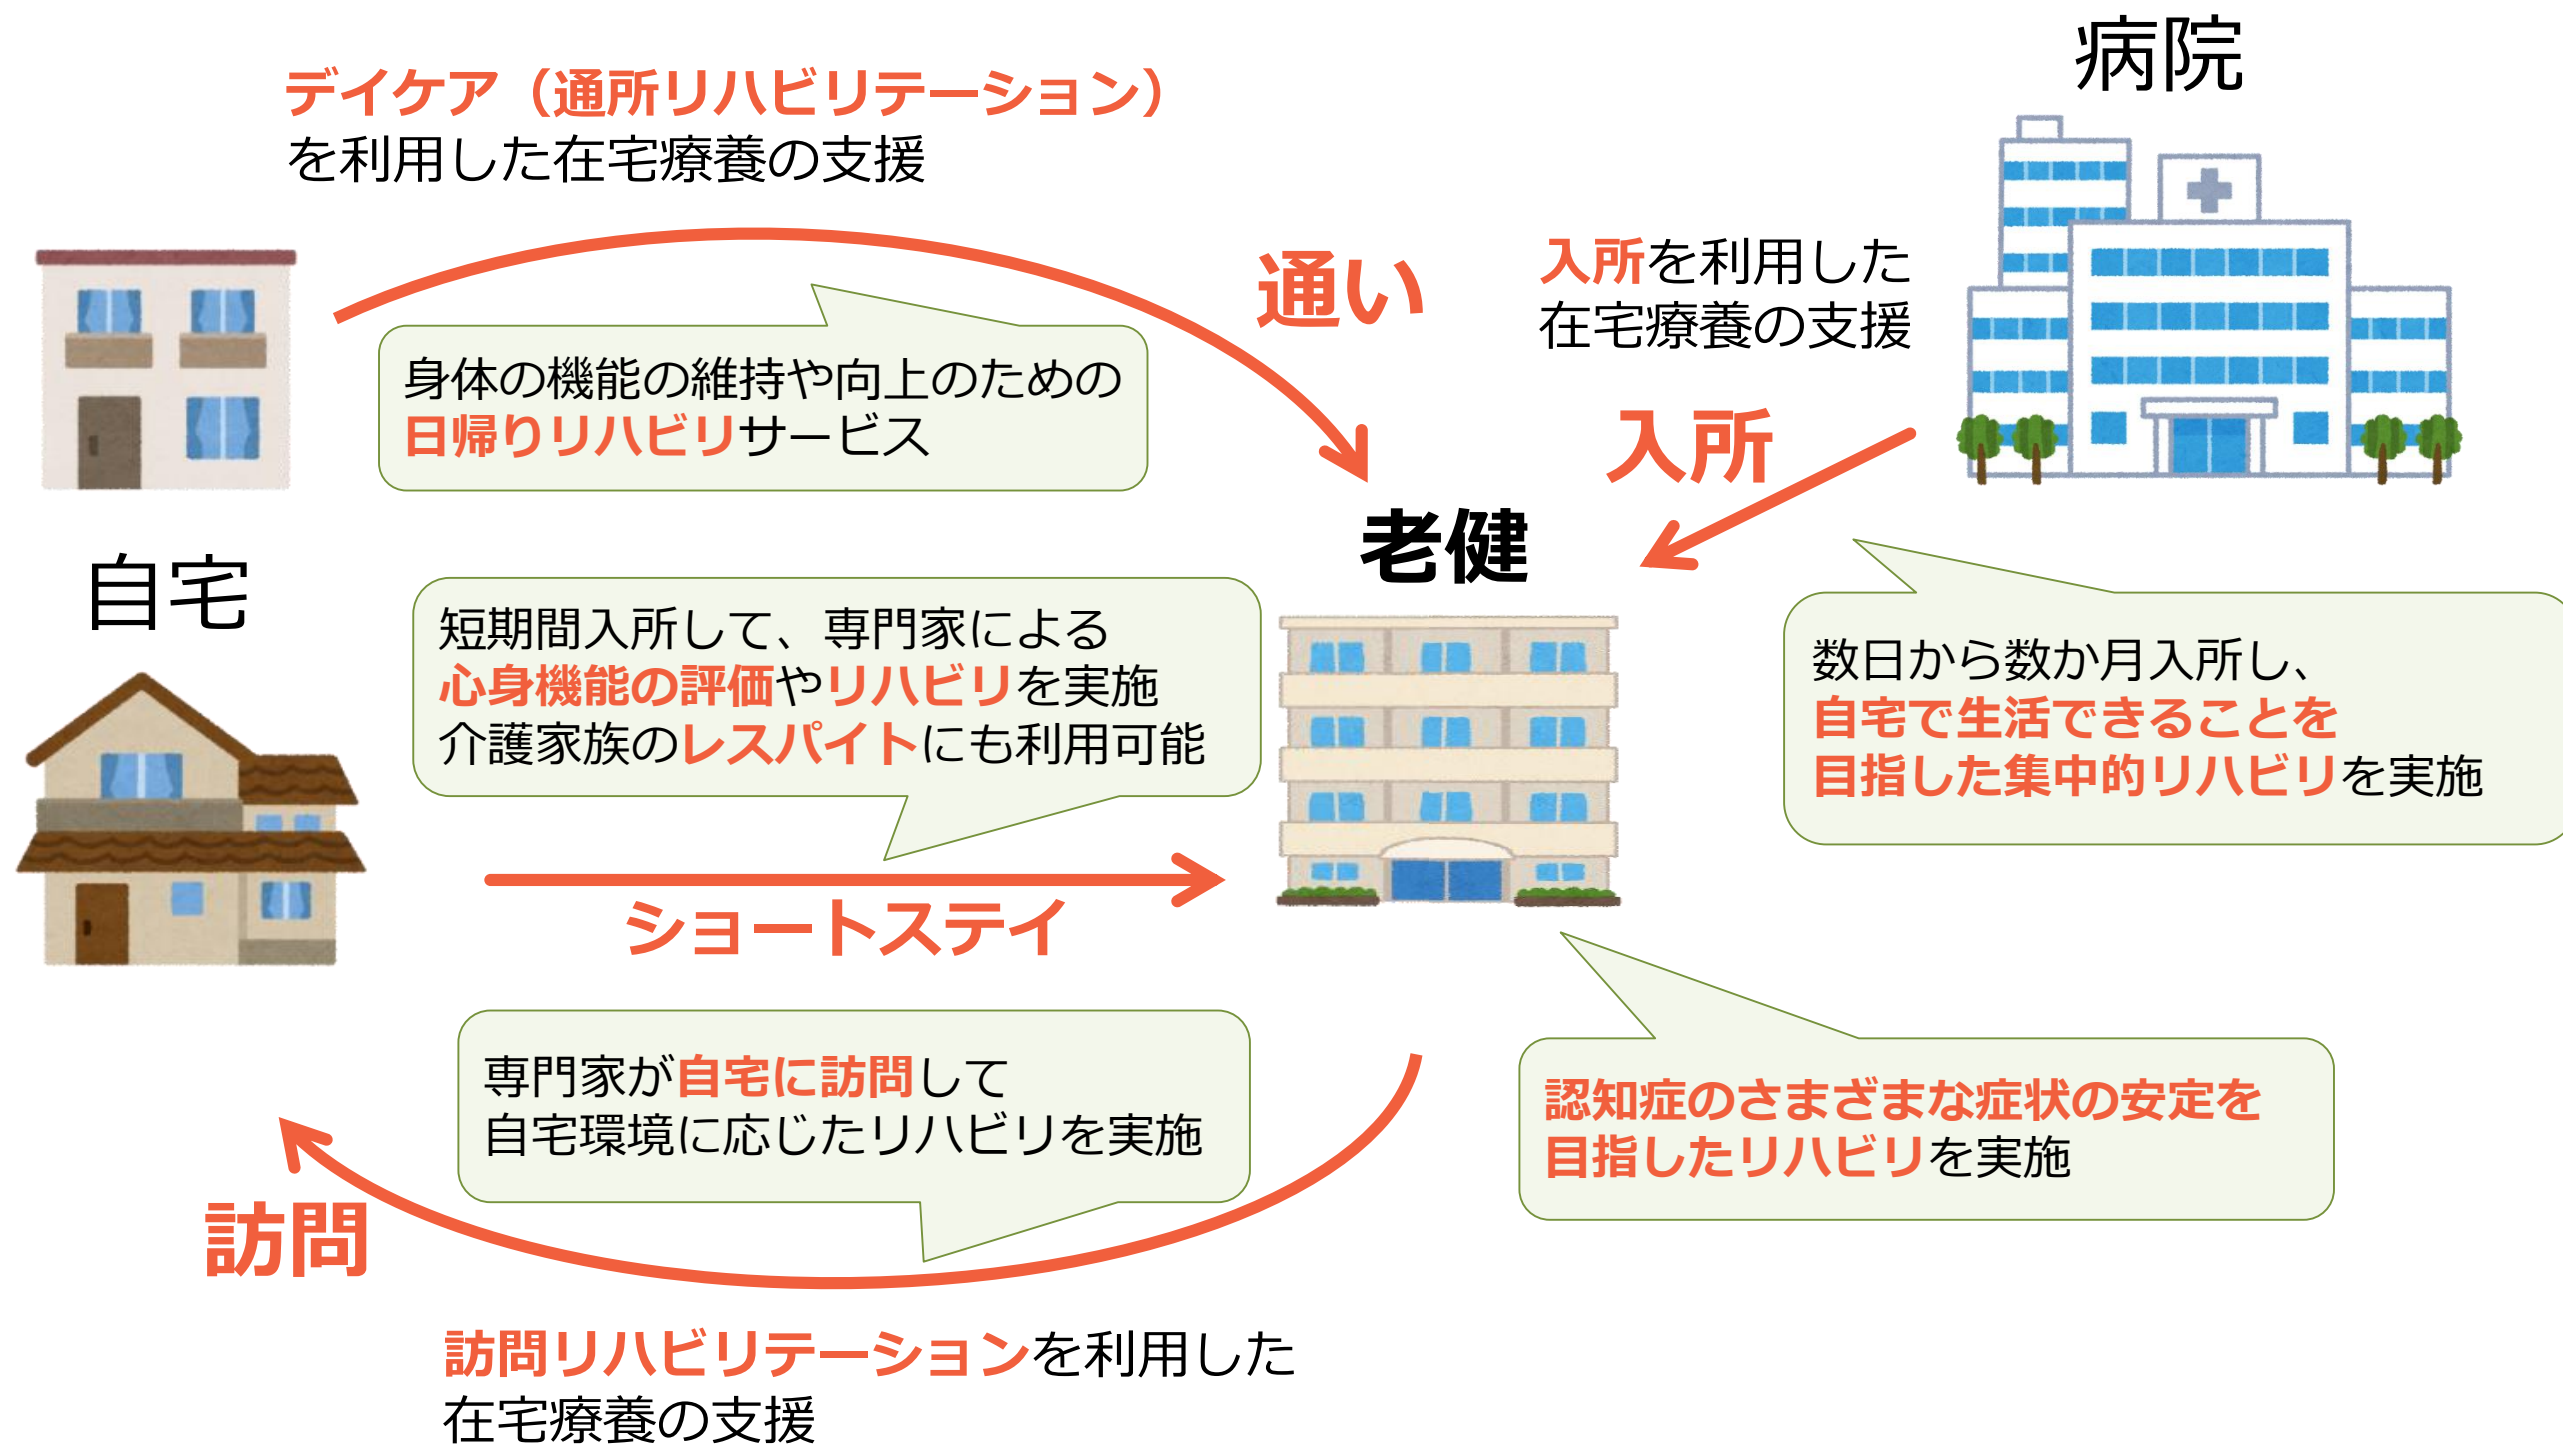 病院
デイケア（通所リハビリテーション）
を利用した在宅療養の支援
通い
入所を利用した
在宅療養の支援
身体の機能の維持や向上のための
日帰りリハビリサービス
入所
老健
自宅
短期間入所して、専門家による
心身機能の評価やリハビリを実施
介護家族のレスパイトにも利用可能
数日から数か月入所し、
自宅で生活できることを
目指した集中的リハビリを実施
ショートステイ
専門家が自宅に訪問して
自宅環境に応じたリハビリを実施
認知症のさまざまな症状の安定を
目指したリハビリを実施
訪問
訪問リハビリテーションを利用した
在宅療養の支援